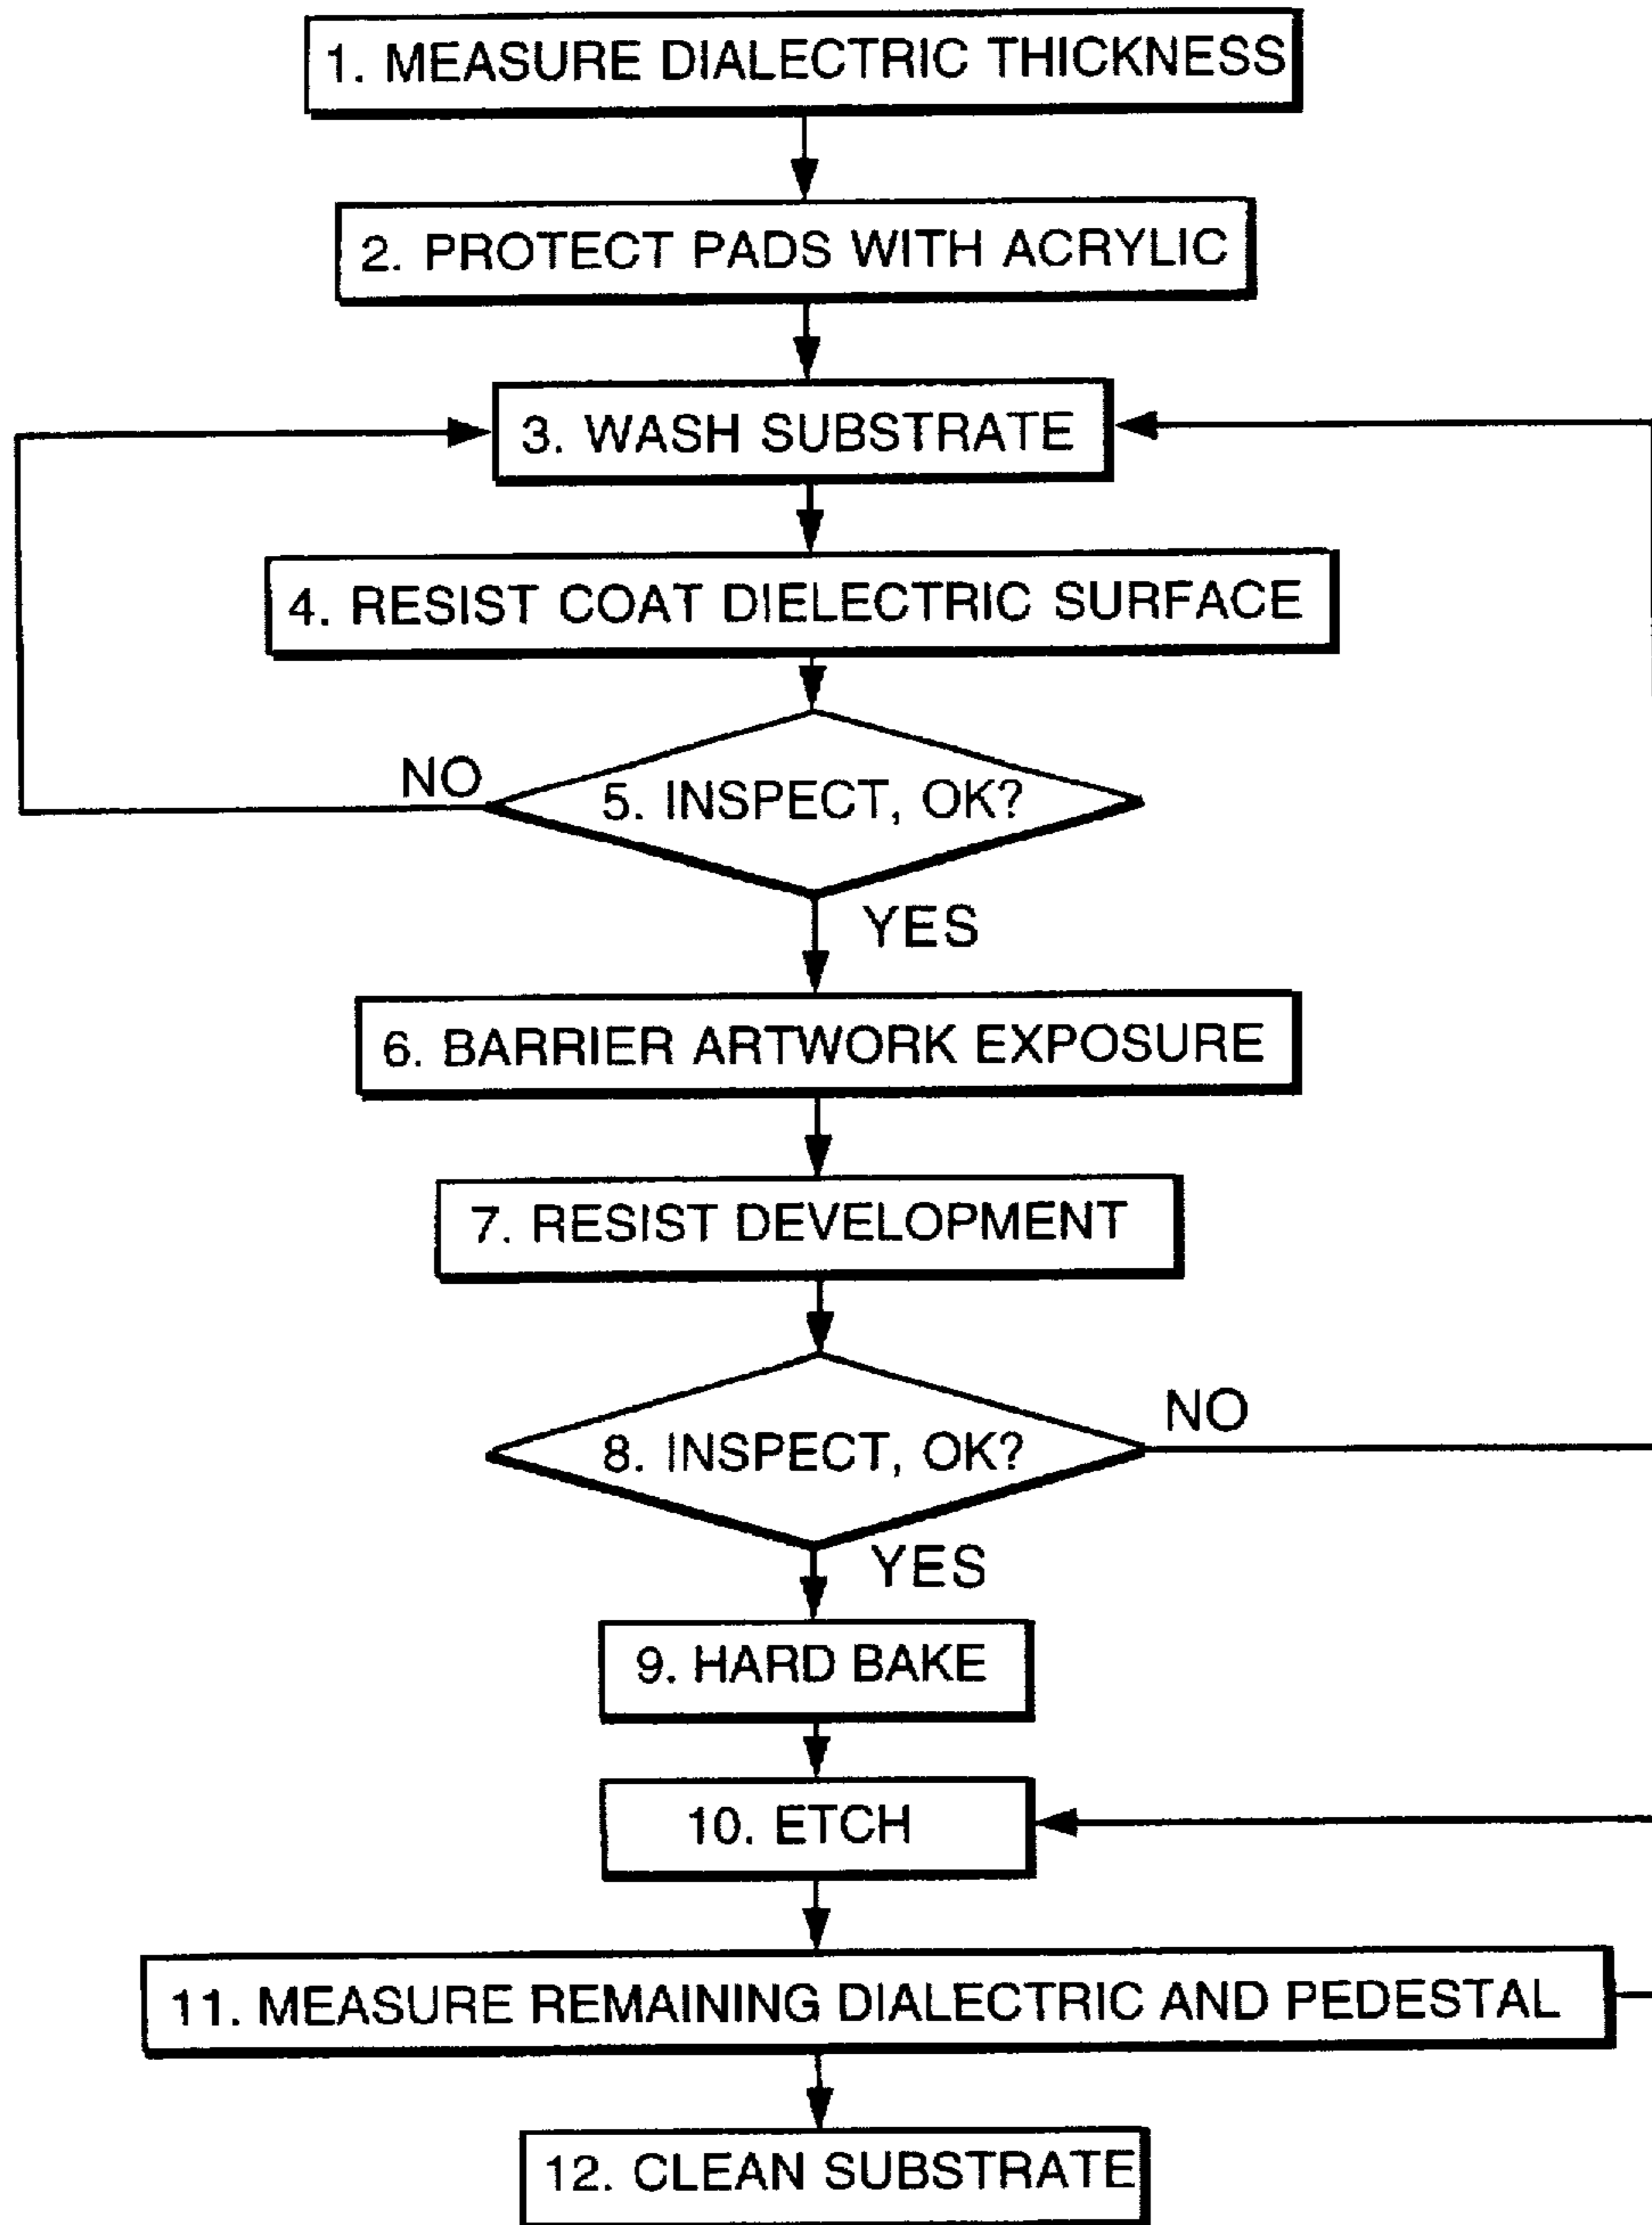 1. MEASURE DIALECTRIC THICKNESS
2. PROTECT PADS WITH ACRYLIC
3. WASH SUBSTRATE
4. RESIST COAT DIELECTRIC SURFACE
NO
5. INSPECT, OK?
YES
6. BARRIER ARTWORK EXPOSURE
7. RESIST DEVELOPMENT
NO
8. INSPECT, OK?
YES
9. HARD BAKE
10. ETCH
11. MEASURE REMAINING DIALECTRIC AND PEDESTAL
12. CLEAN SUBSTRATE